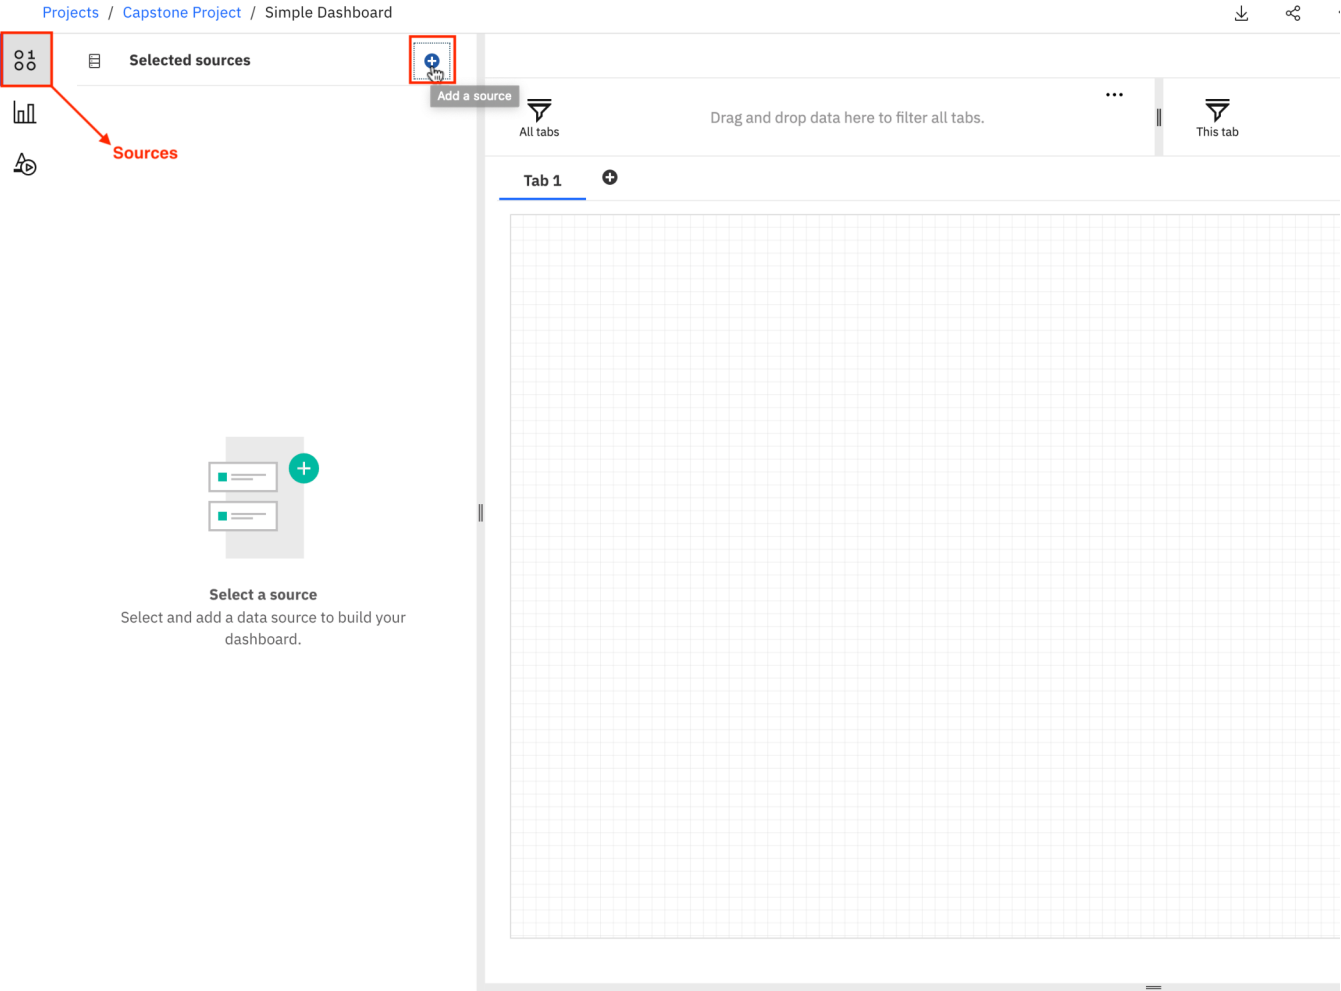 Projects / Capstone Project / Simple Dashboard
Selected sources
Add a source
Sources
All tabs
Drag and drop data here to filter all tabs.
This tab
Tab 1
Select a source
Select and add a data source to build your
dashboard.